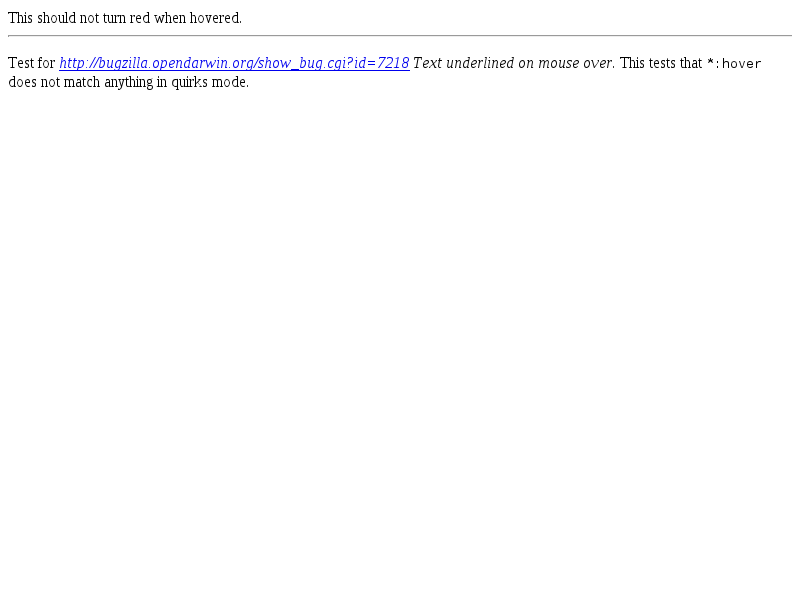 This should not turn red when hovered.
Test for http://bugzilla.opendarwin.org/show_bug.cgi?id=7218 Text underlined on mouse over. This tests that *:hover
does not match anything in quirks mode.